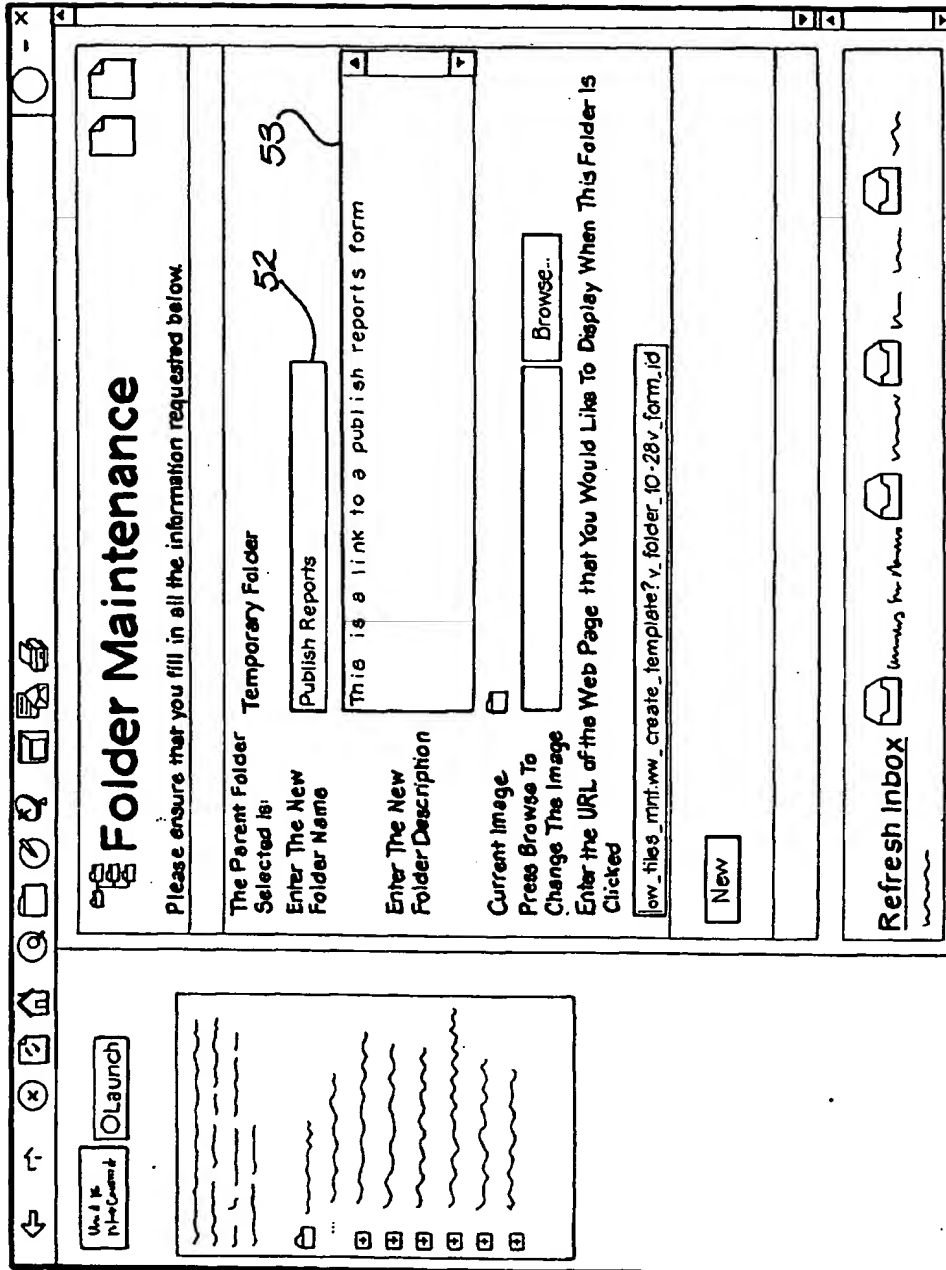 Launch
Folder Maintenance
Please ensure that you fill in all the information requested below.
The Parent Folder
Selected Is:
Temporary Folder
Enter The New
Folder Name
Publish Reports
52
53
Enter The New
Folder Description
This is a link to a publish reports form
Current Image
Press Browse To
Change The Image
Browse...
Enter the URL of the Web Page that You Would Like To Display When This Folder Is
Clicked
ow_files_mnt.ww_create_template?v_folder_10-28v_form_id
New
Refresh Inbox